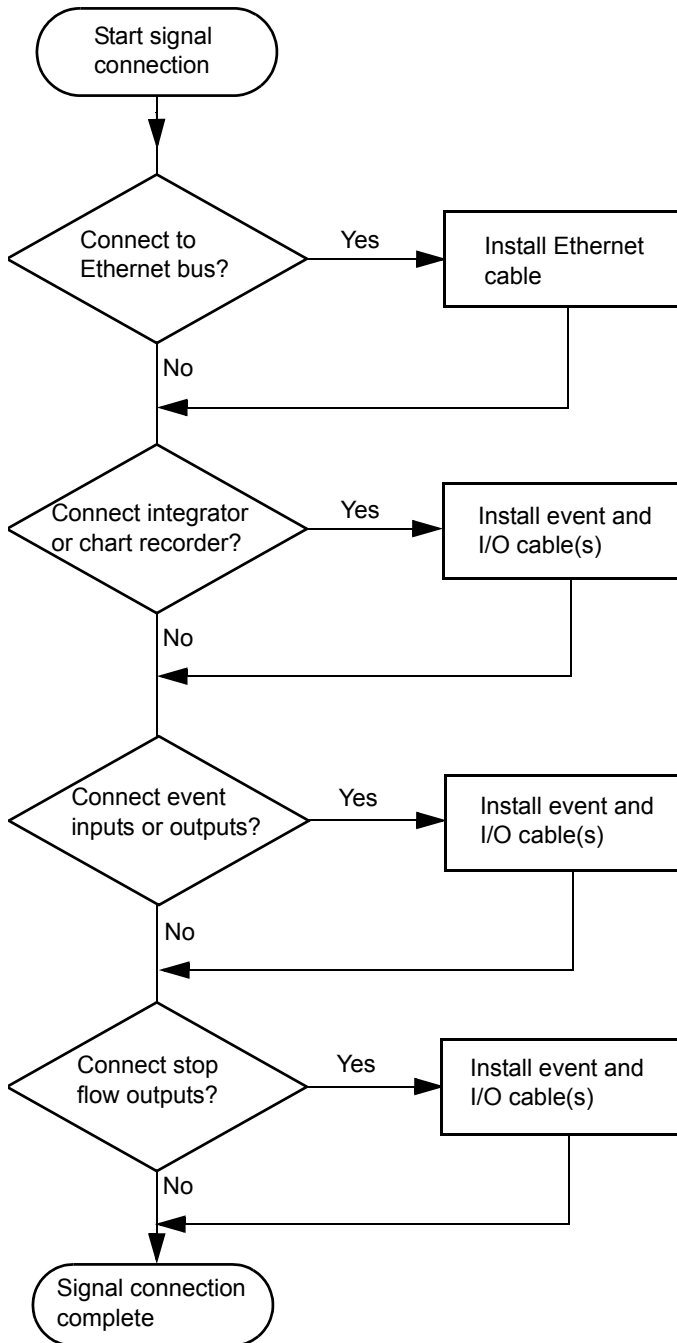 Start signal
connection
Connect to
Ethernet bus?
Yes
Install Ethernet
cable
No
Connect integrator
or chart recorder?
Yes
Install event and
I/O cable(s)
No
Connect event
inputs or outputs?
Yes
Install event and
I/O cable(s)
No
Connect stop
flow outputs?
Yes
Install event and
I/O cable(s)
No
Signal connection
complete